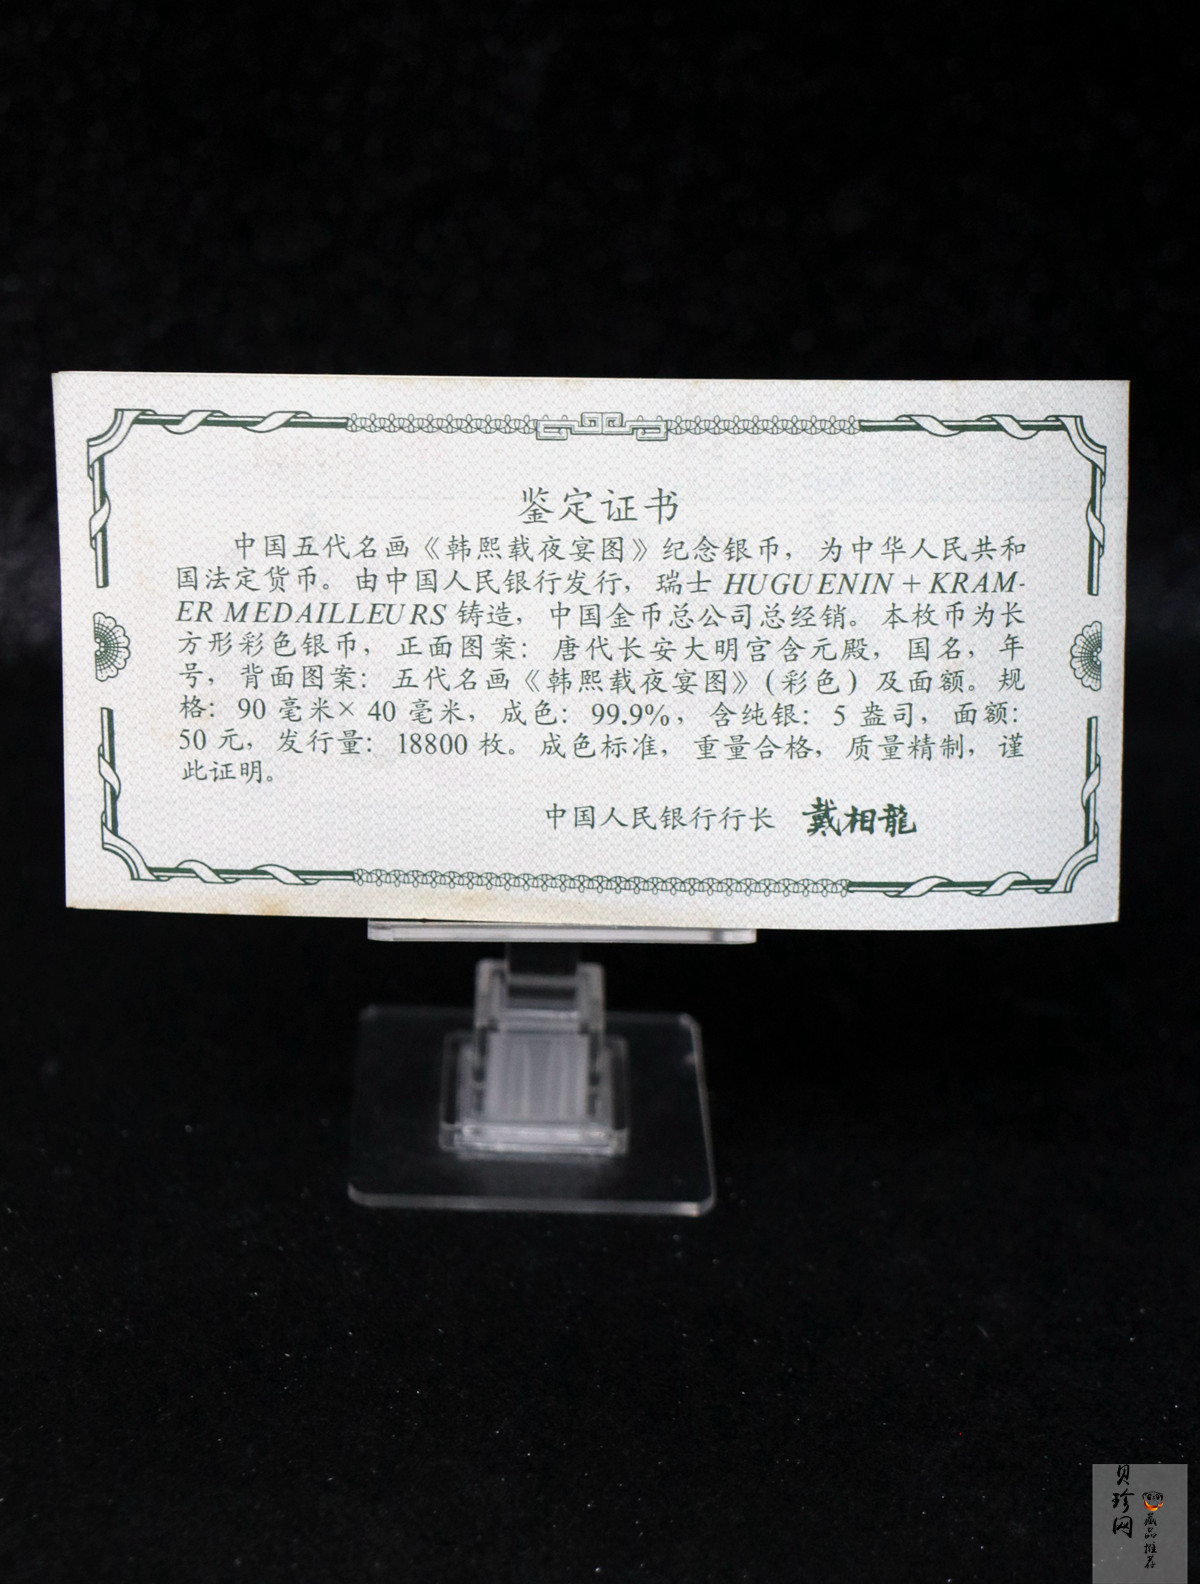 鉴定证书
中国五代名画《韩熙载夜宴图》纪念银币，为中华人民共和
国法定货币。由中国人民银行发行，瑞士 HUGUENIN + KRAM-
ER MEDAILLEURS 铸造，中国金币总公司总经销。本枚币为长
方形彩色银币，正面图案：唐代长安大明宫含元殿，国名，年
号，背面图案：五代名画《韩熙载夜宴图》(彩色) 及面额。规
格：90 毫米× 40 毫米，成色：99.9%，含纯银：5 盎司，面额：
50 元，发行量：18800 枚。成色标准，重量合格，质量精制，谨
此证明。
中国人民银行行长 戴相龍
贝珍网
藏品推荐